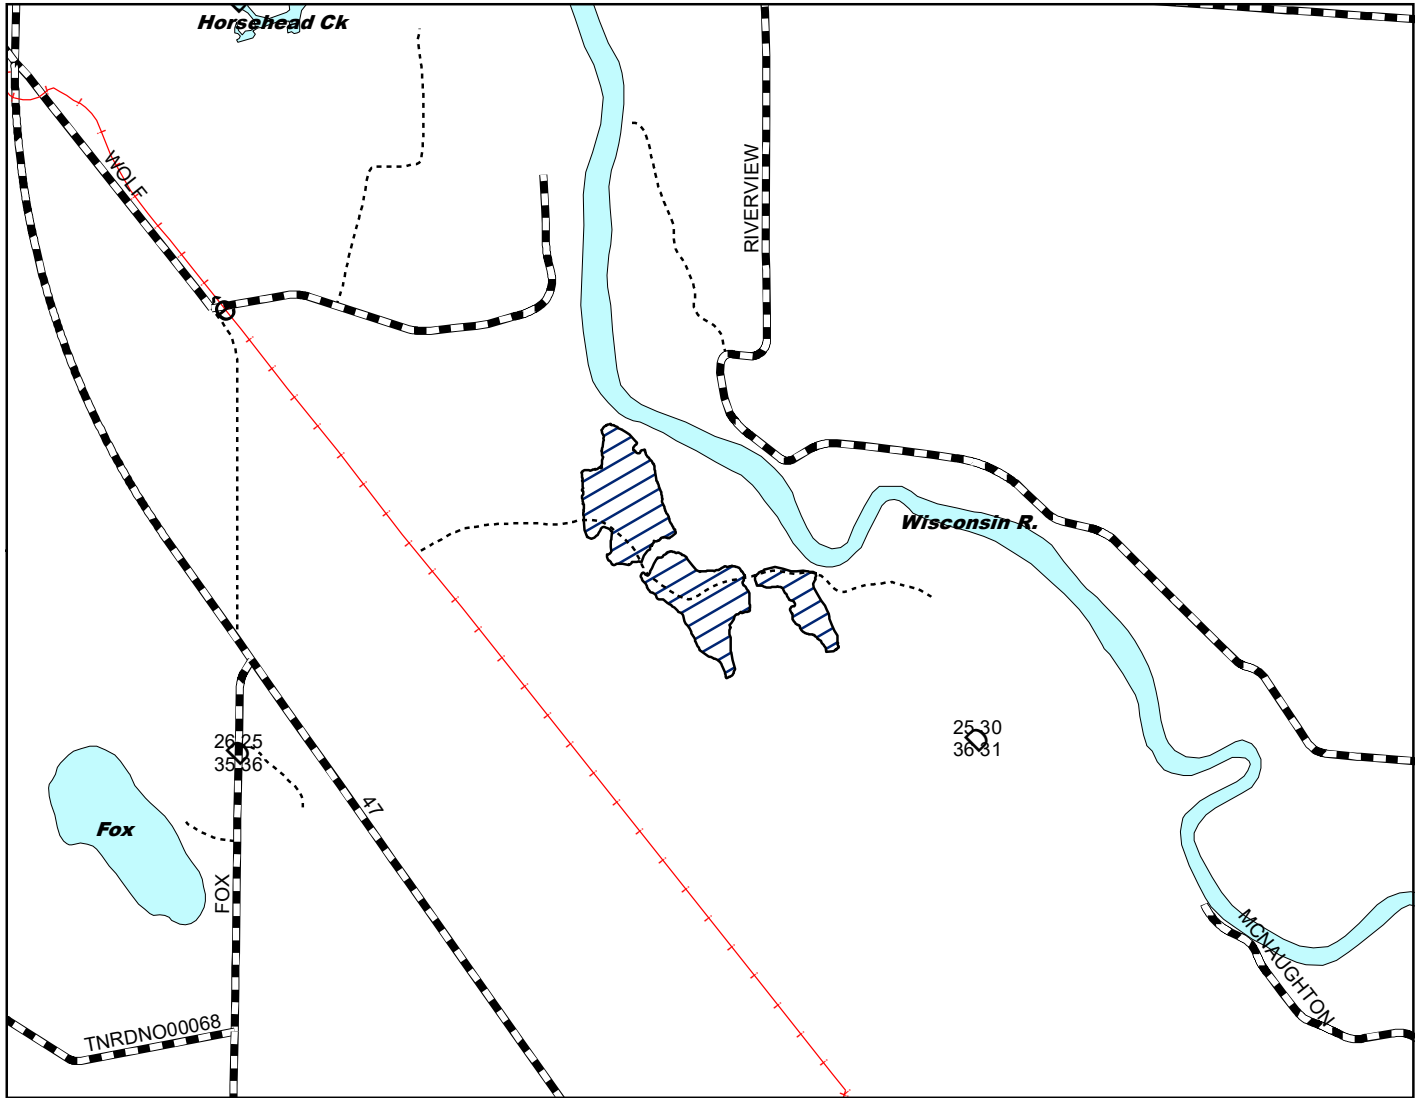 Horsehead Ck
WOLF
RIVERVIEW
Wisconsin R.
25 30
36 31
26 25
35 36
47
Fox
FOX
MCNAUGHTON
TNRDNO00068